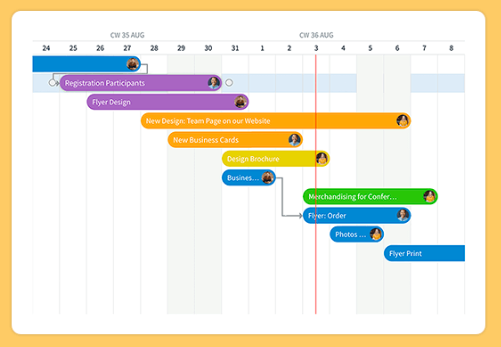 CW 35 AUG
CW 36 AUG
24 25 26 27 28 29 30 31 1 2 3 4 5 6 7 8
Registration Participants
Flyer Design
New Design: Team Page on our Website
New Business Cards
Design Brochure
Busines...
Merchandising for Confer...
Flyer: Order
Photos ...
Flyer Print